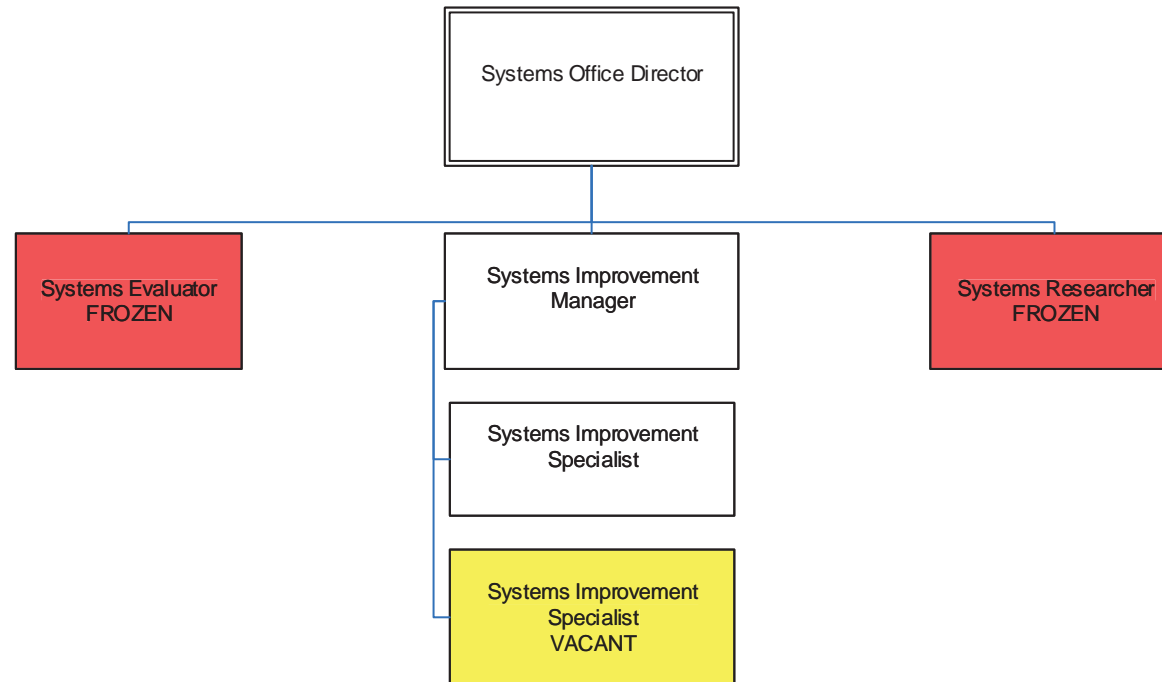 Systems Office Director
Systems Evaluator
FROZEN
Systems Improvement
Manager
Systems Researcher
FROZEN
Systems Improvement
Specialist
Systems Improvement
Specialist
VACANT